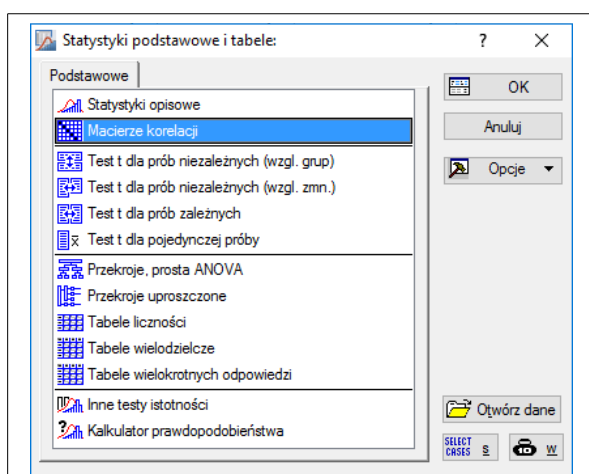 Statystyki podstawowe i tabele:
Podstawowe
Statystyki opisowe
Macierze korelacji
Test t dla prób niezależnych (wzgl. grup)
Test t dla prób niezależnych (wzgl. zmn.)
Test t dla prób zależnych
Test t dla pojedynczej próby
Przekroje, prosta ANOVA
Przekroje uproszczone
Tabele liczności
Tabele wielodzielcze
Tabele wielokrotnych odpowiedzi
Inne testy istotności
Kalkulator prawdopodobieństwa
OK
Anuluj
Opcje
Otwórz dane
SELECT CASES S
W